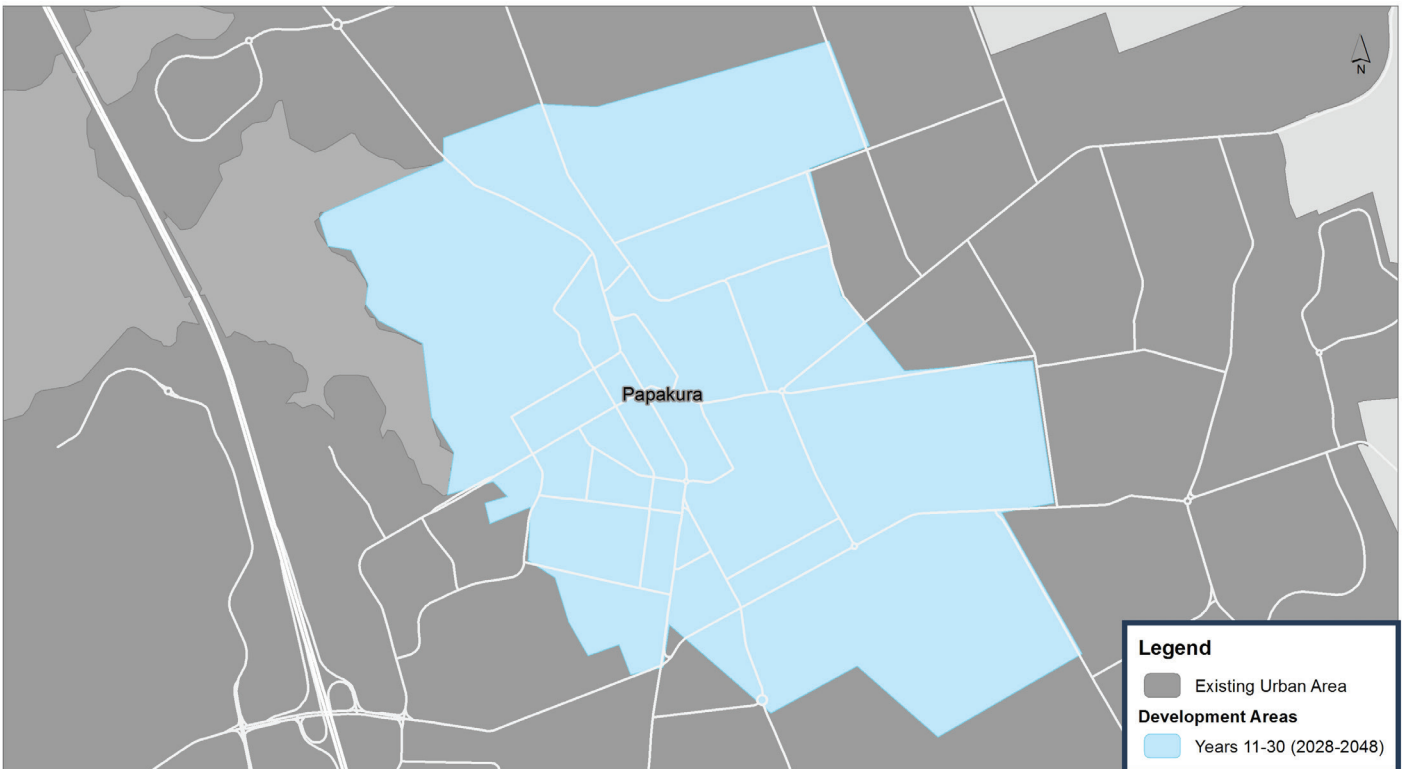 N
Papakura
Legend
Existing Urban Area
Development Areas
Years 11-30 (2028-2048)